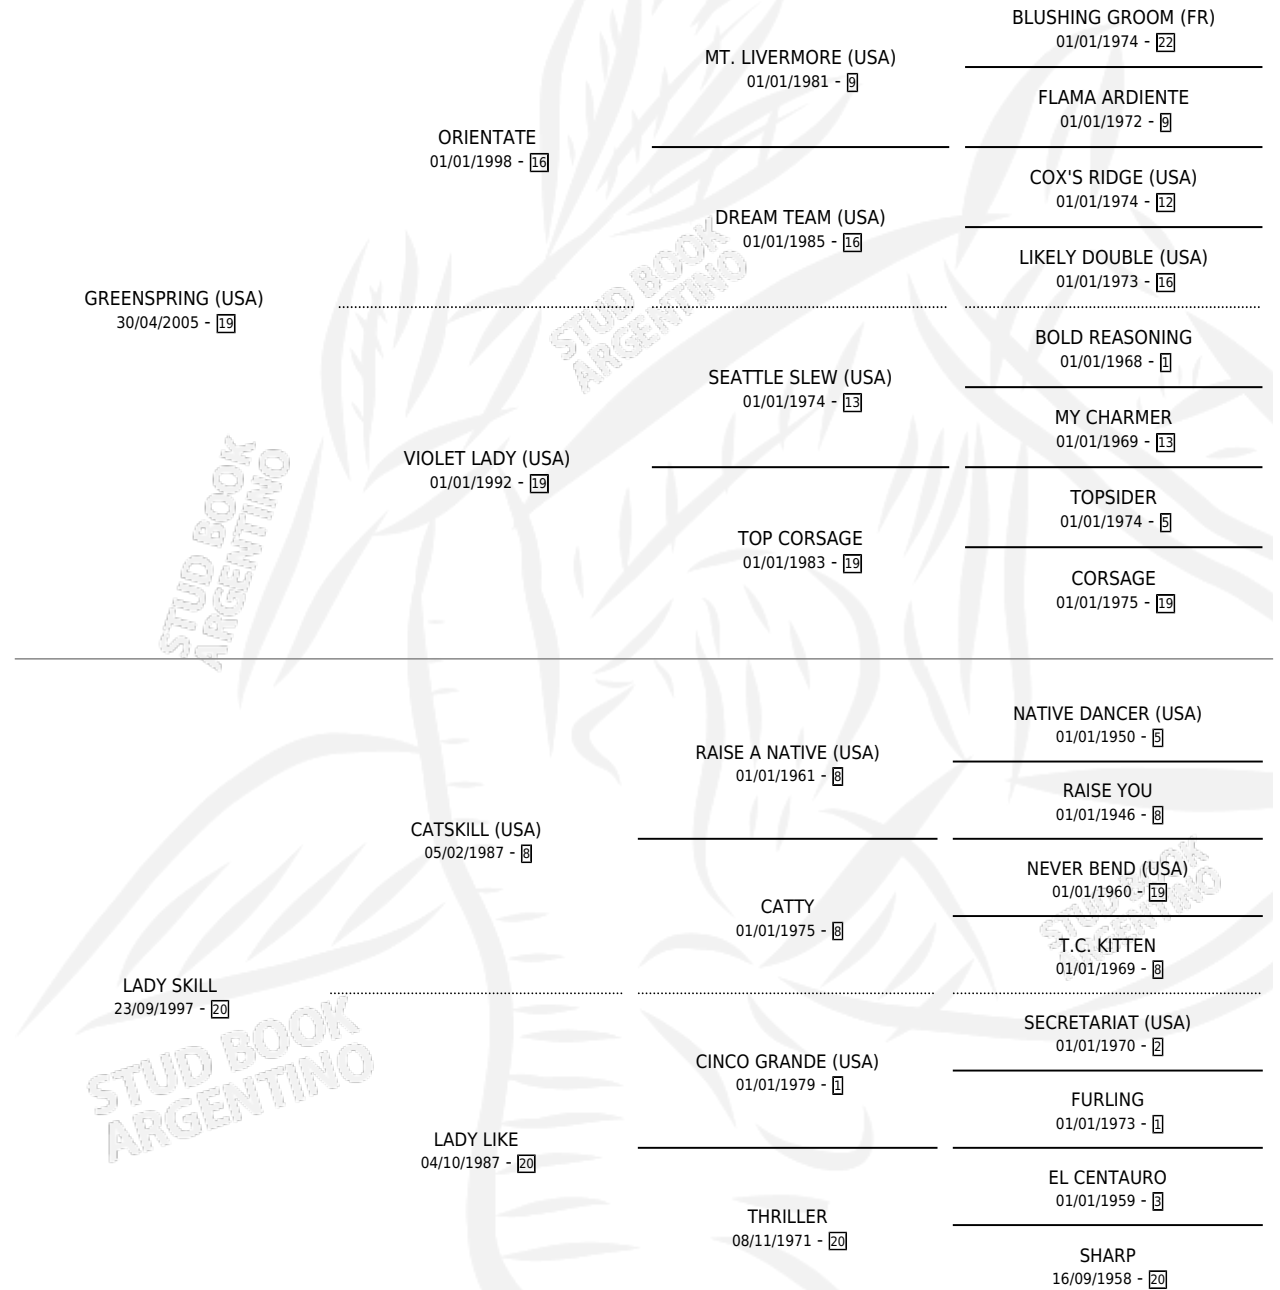 BLUSHING GROOM (FR)
01/01/1974 - 22
MT. LIVERMORE (USA)
01/01/1981 - 9
FLAMA ARDIENTE
01/01/1972 - 9
ORIENTATE
01/01/1998 - 16
COX'S RIDGE (USA)
01/01/1974 - 12
DREAM TEAM (USA)
01/01/1985 - 16
LIKELY DOUBLE (USA)
01/01/1973 - 16
GREENSPRING (USA)
30/04/2005 - 19
STUD BOOK
ARGENTINO
BOLD REASONING
01/01/1968 - 1
SEATTLE SLEW (USA)
01/01/1974 - 13
MY CHARMER
01/01/1969 - 13
VIOLET LADY (USA)
01/01/1992 - 19
TOPSIDER
01/01/1974 - 5
TOP CORSAGE
01/01/1983 - 19
CORSAGE
01/01/1975 - 19
STUD BOOK
ARGENTINO
NATIVE DANCER (USA)
01/01/1950 - 5
RAISE A NATIVE (USA)
01/01/1961 - 8
RAISE YOU
01/01/1946 - 8
CATSKILL (USA)
05/02/1987 - 8
NEVER BEND (USA)
01/01/1960 - 19
CATTY
01/01/1975 - 8
T.C. KITTEN
01/01/1969 - 8
STUD BOOK
ARGENTINO
LADY SKILL
23/09/1997 - 20
SECRETARIAT (USA)
01/01/1970 - 2
CINCO GRANDE (USA)
01/01/1979 - 1
FURLING
01/01/1973 - 1
STUD BOOK
ARGENTINO
LADY LIKE
04/10/1987 - 20
EL CENTAURO
01/01/1959 - 3
THRILLER
08/11/1971 - 20
SHARP
16/09/1958 - 20